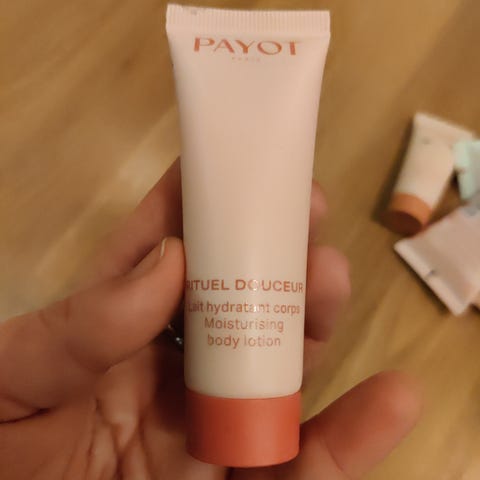 PAYOT
PARIS
RITUEL DOUCEUR
Lait hydratant corps
Moisturising
body lotion